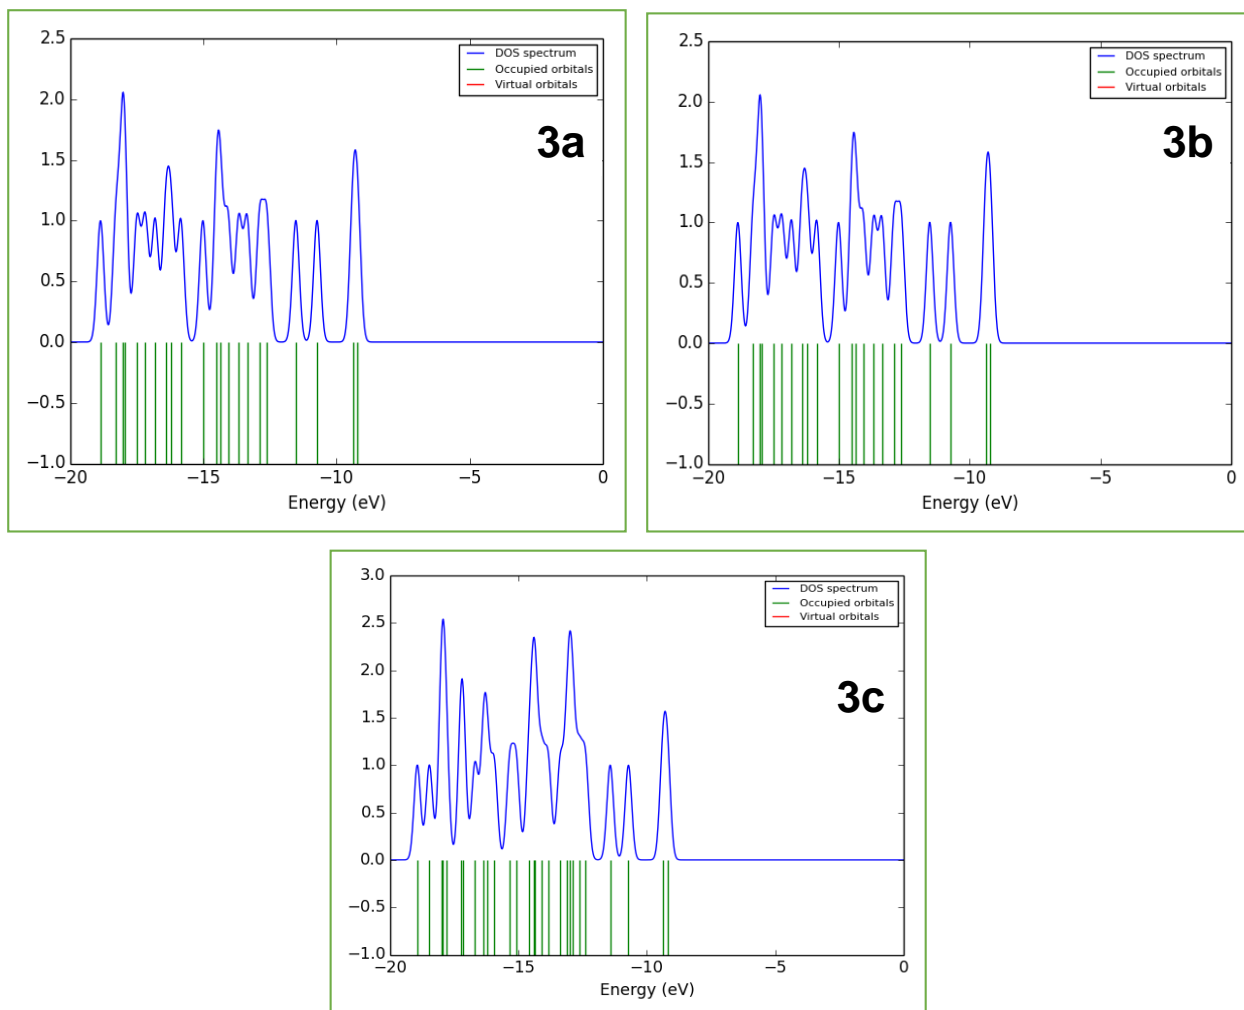 2.5
2.0
1.5
1.0
0.5
0.0
−0.5
−1.0
−20 −15 −10 −5 0
Energy (eV)
DOS spectrum
Occupied orbitals
Virtual orbitals
3a
2.5
2.0
1.5
1.0
0.5
0.0
−0.5
−1.0
−20 −15 −10 −5 0
Energy (eV)
DOS spectrum
Occupied orbitals
Virtual orbitals
3b
3.0
2.5
2.0
1.5
1.0
0.5
0.0
−0.5
−1.0
−20 −15 −10 −5 0
Energy (eV)
DOS spectrum
Occupied orbitals
Virtual orbitals
3c